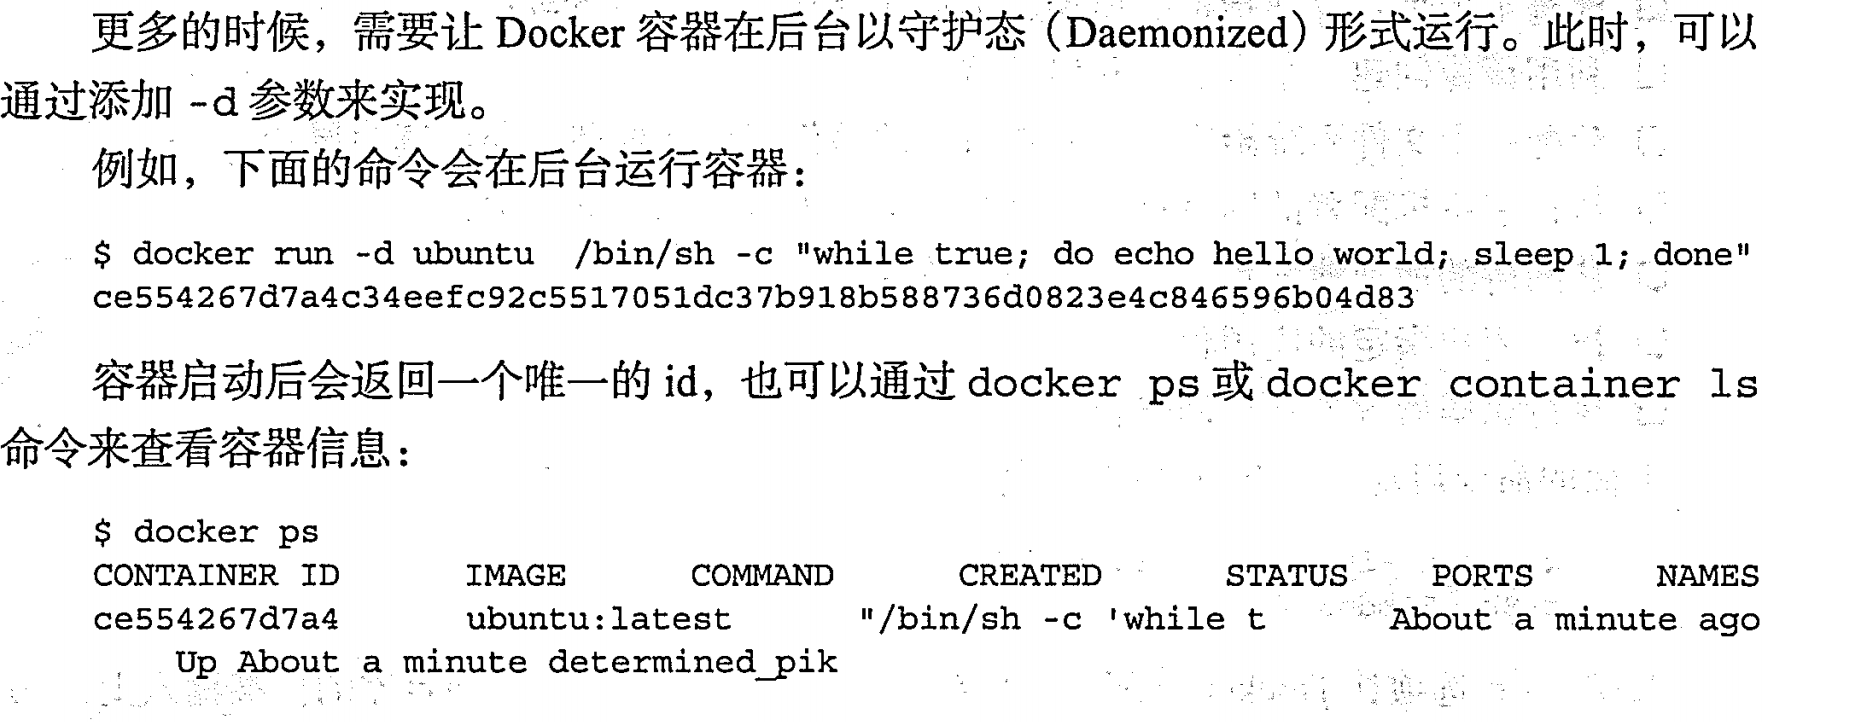 更多的时候，需要让 Docker 容器在后台以守护态（Daemonized）形式运行。此时，可以
通过添加 -d 参数来实现。
例如，下面的命令会在后台运行容器：
$ docker run -d ubuntu  /bin/sh -c "while true; do echo hello world; sleep 1; done"
ce554267d7a4c34eefc92c5517051dc37b918b588736d0823e4c846596b04d83
容器启动后会返回一个唯一的 id，也可以通过 docker ps 或 docker container ls
命令来查看容器信息：
$ docker ps
CONTAINER ID      IMAGE      COMMAND      CREATED      STATUS    PORTS      NAMES
ce554267d7a4      ubuntu:latest      "/bin/sh -c 'while t      About a minute ago
Up About a minute determined_pik